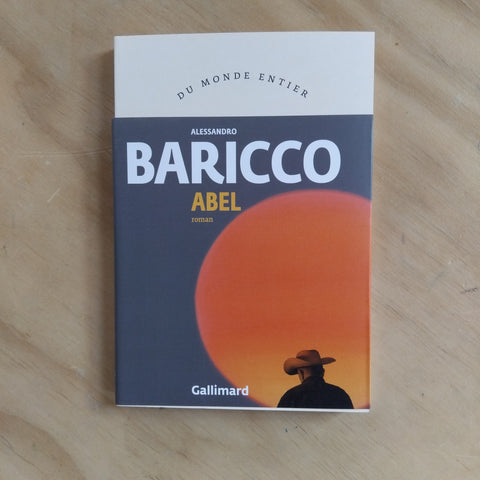 DU MONDE ENTIER
ALESSANDRO
BARICCO
ABEL
roman
Gallimard